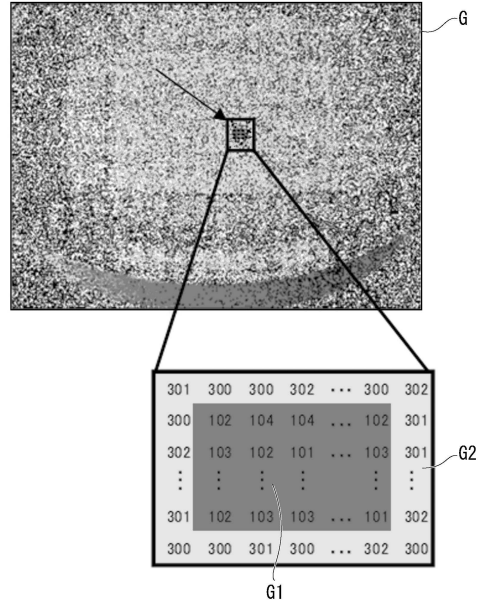 G
301 300 300 302 ... 300 302
300 102 104 104 ... 102 301
302 103 102 101 ... 103 301
⋮ ⋮ ⋮ ⋮ ⋮ ⋮
G2
301 102 103 103 ... 101 302
300 300 301 300 ... 302 300
G1